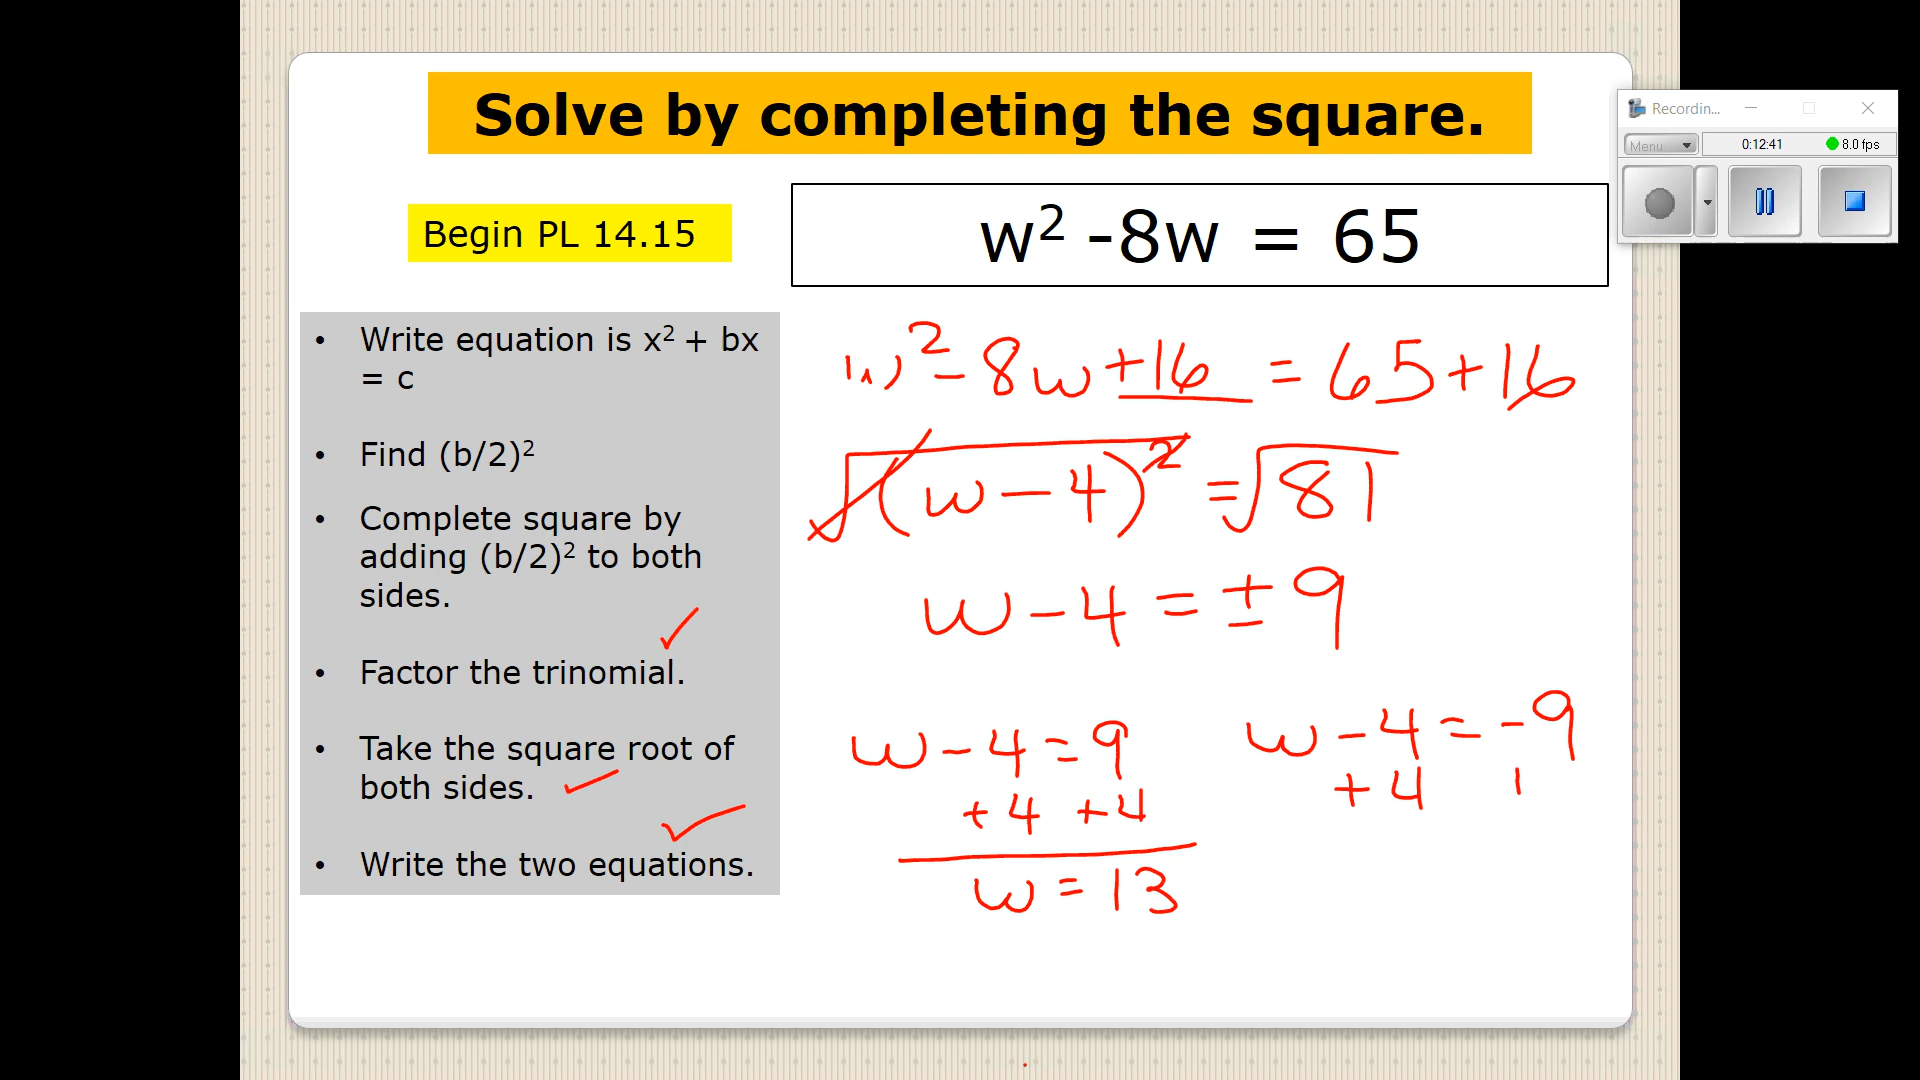 Solve by completing the square.
Recordin...
Menu
0:12:41
8.0 fps
Begin PL 14.15
w² -8w = 65
• Write equation is x² + bx
= c
• Find (b/2)²
• Complete square by
adding (b/2)² to both
sides.
• Factor the trinomial.
• Take the square root of
both sides.
• Write the two equations.
w² - 8w + 16 = 65 + 16
√(w - 4)² = √81
w - 4 = ± 9
w - 4 = 9
+ 4 + 4
w = 13
w - 4 = -9
+ 4